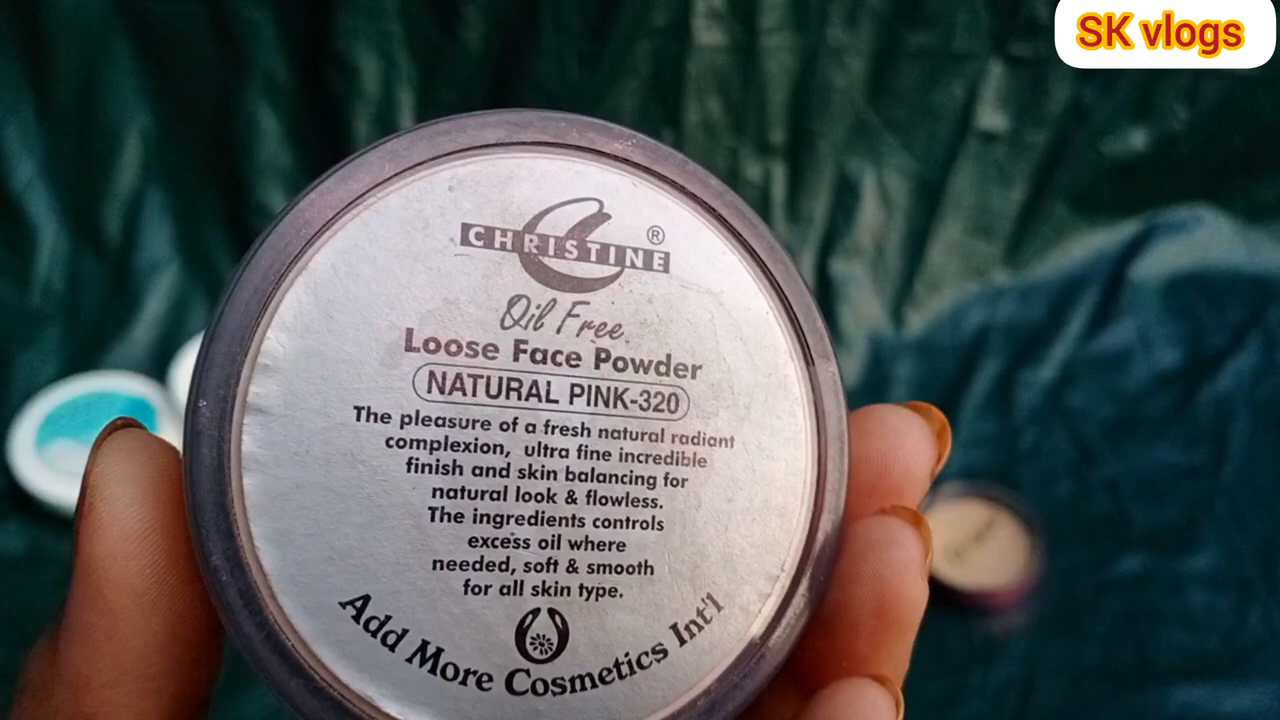 SK vlogs
CHRISTINE ®
Oil Free
Loose Face Powder
NATURAL PINK-320
The pleasure of a fresh natural radiant
complexion, ultra fine incredible
finish and skin balancing for
natural look & flawless.
The ingredients controls
excess oil where
needed, soft & smooth
for all skin type.
Add More Cosmetics Int'l